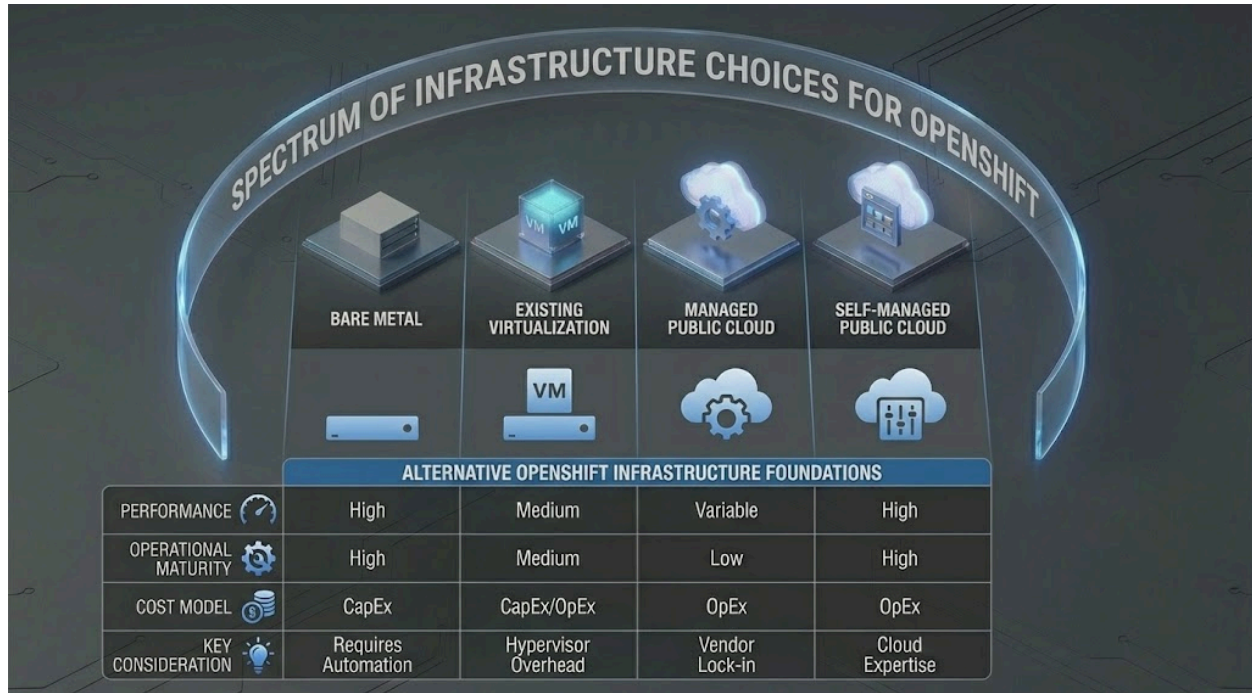 SPECTRUM OF INFRASTRUCTURE CHOICES FOR OPENSHIFT
VM VM
BARE METAL
EXISTING
VIRTUALIZATION
MANAGED
PUBLIC CLOUD
SELF-MANAGED
PUBLIC CLOUD
VM
ALTERNATIVE OPENSHIFT INFRASTRUCTURE FOUNDATIONS
PERFORMANCE High Medium Variable High
OPERATIONAL
MATURITY High Medium Low High
COST MODEL $ CapEx CapEx/OpEx OpEx OpEx
KEY
CONSIDERATION
Requires
Automation
Hypervisor
Overhead
Vendor
Lock-in
Cloud
Expertise